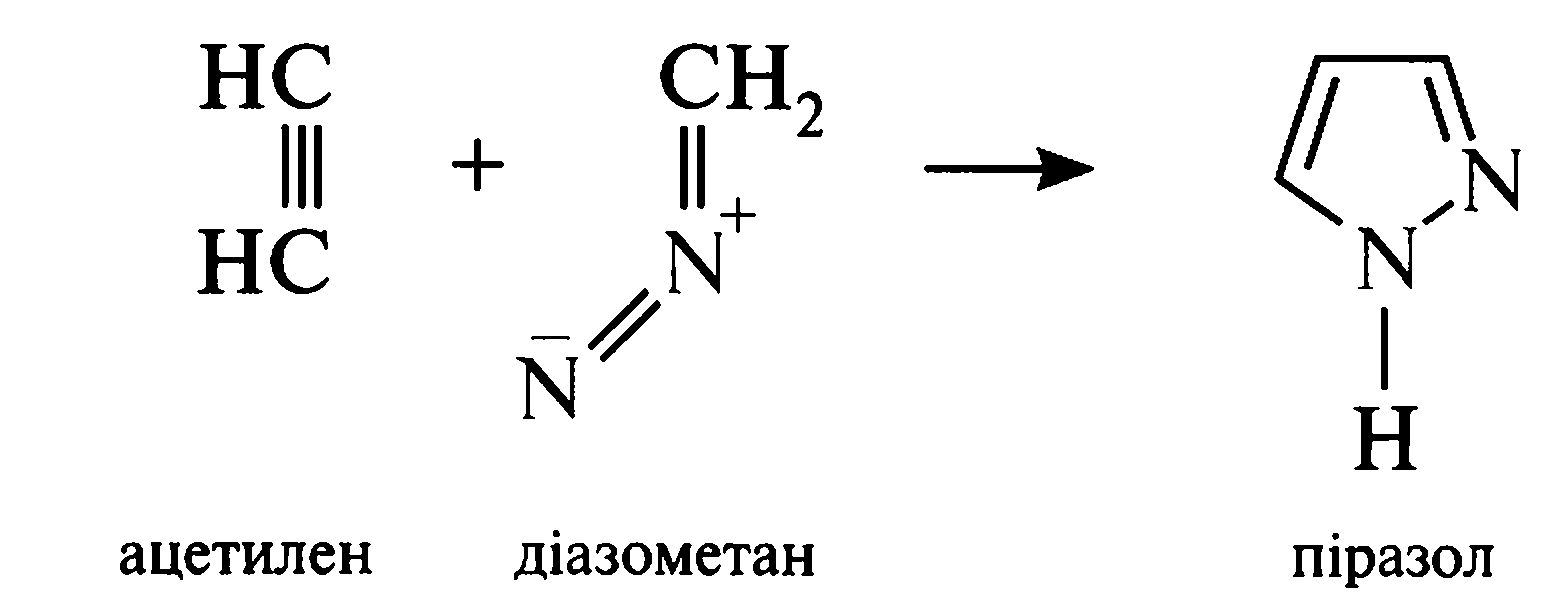 HC
HC
+
CH₂
N⁺
N̅
N
N
H
ацетилен
діазометан
піразол